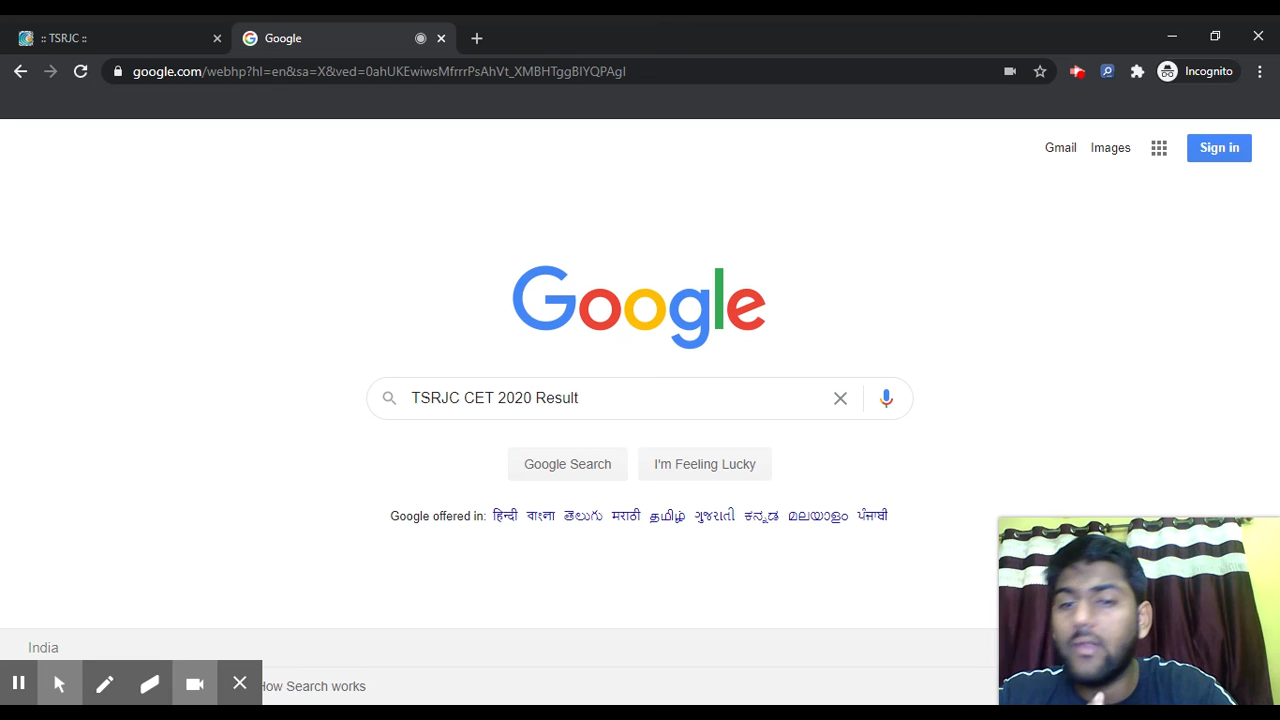 :: TSRJC ::
Google
google.com/webhp?hl=en&sa=X&ved=0ahUKEwiwsMfrrrPsAhVt_XMBHTggBIYQPAgI
Incognito
Gmail Images Sign in
Google
TSRJC CET 2020 Result
Google Search I'm Feeling Lucky
Google offered in: हिन्दी বাংলা తెలుగు मराठी தமிழ் ગુજરાતી ಕನ್ನಡ മലയാളം ਪੰਜਾਬੀ
India
How Search works